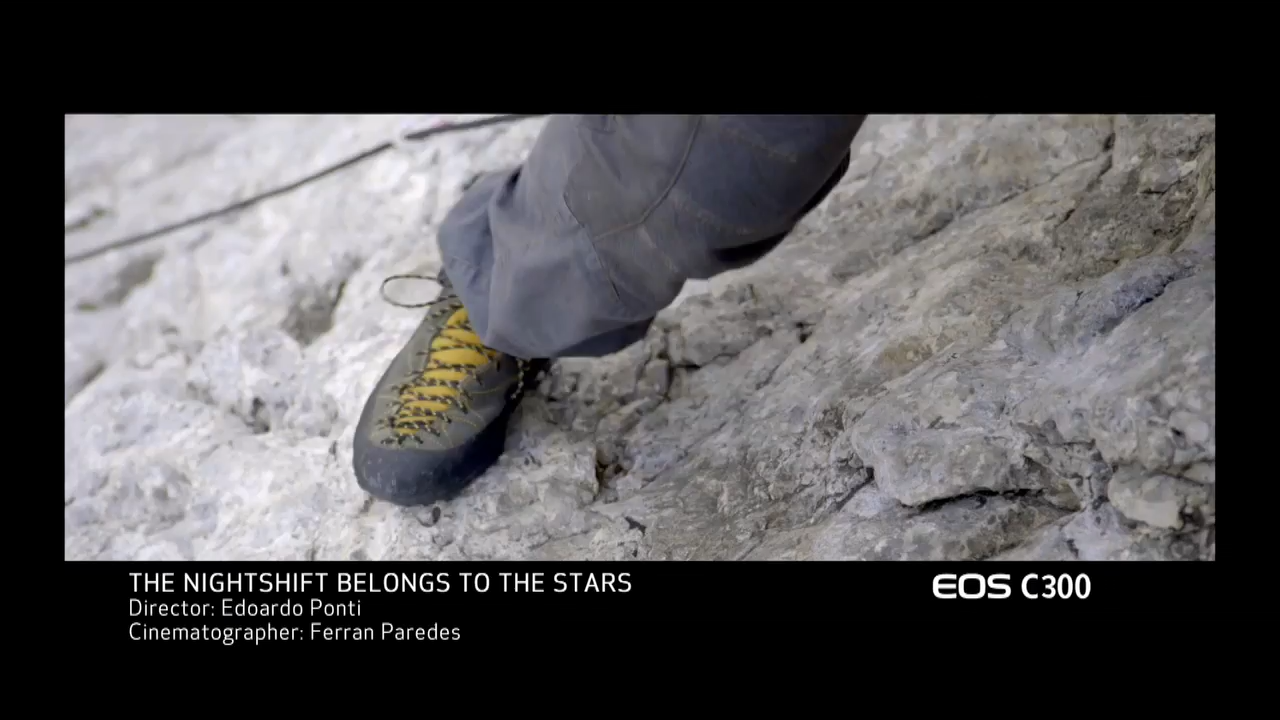 THE NIGHTSHIFT BELONGS TO THE STARS
Director: Edoardo Ponti
Cinematographer: Ferran Paredes
EOS C300